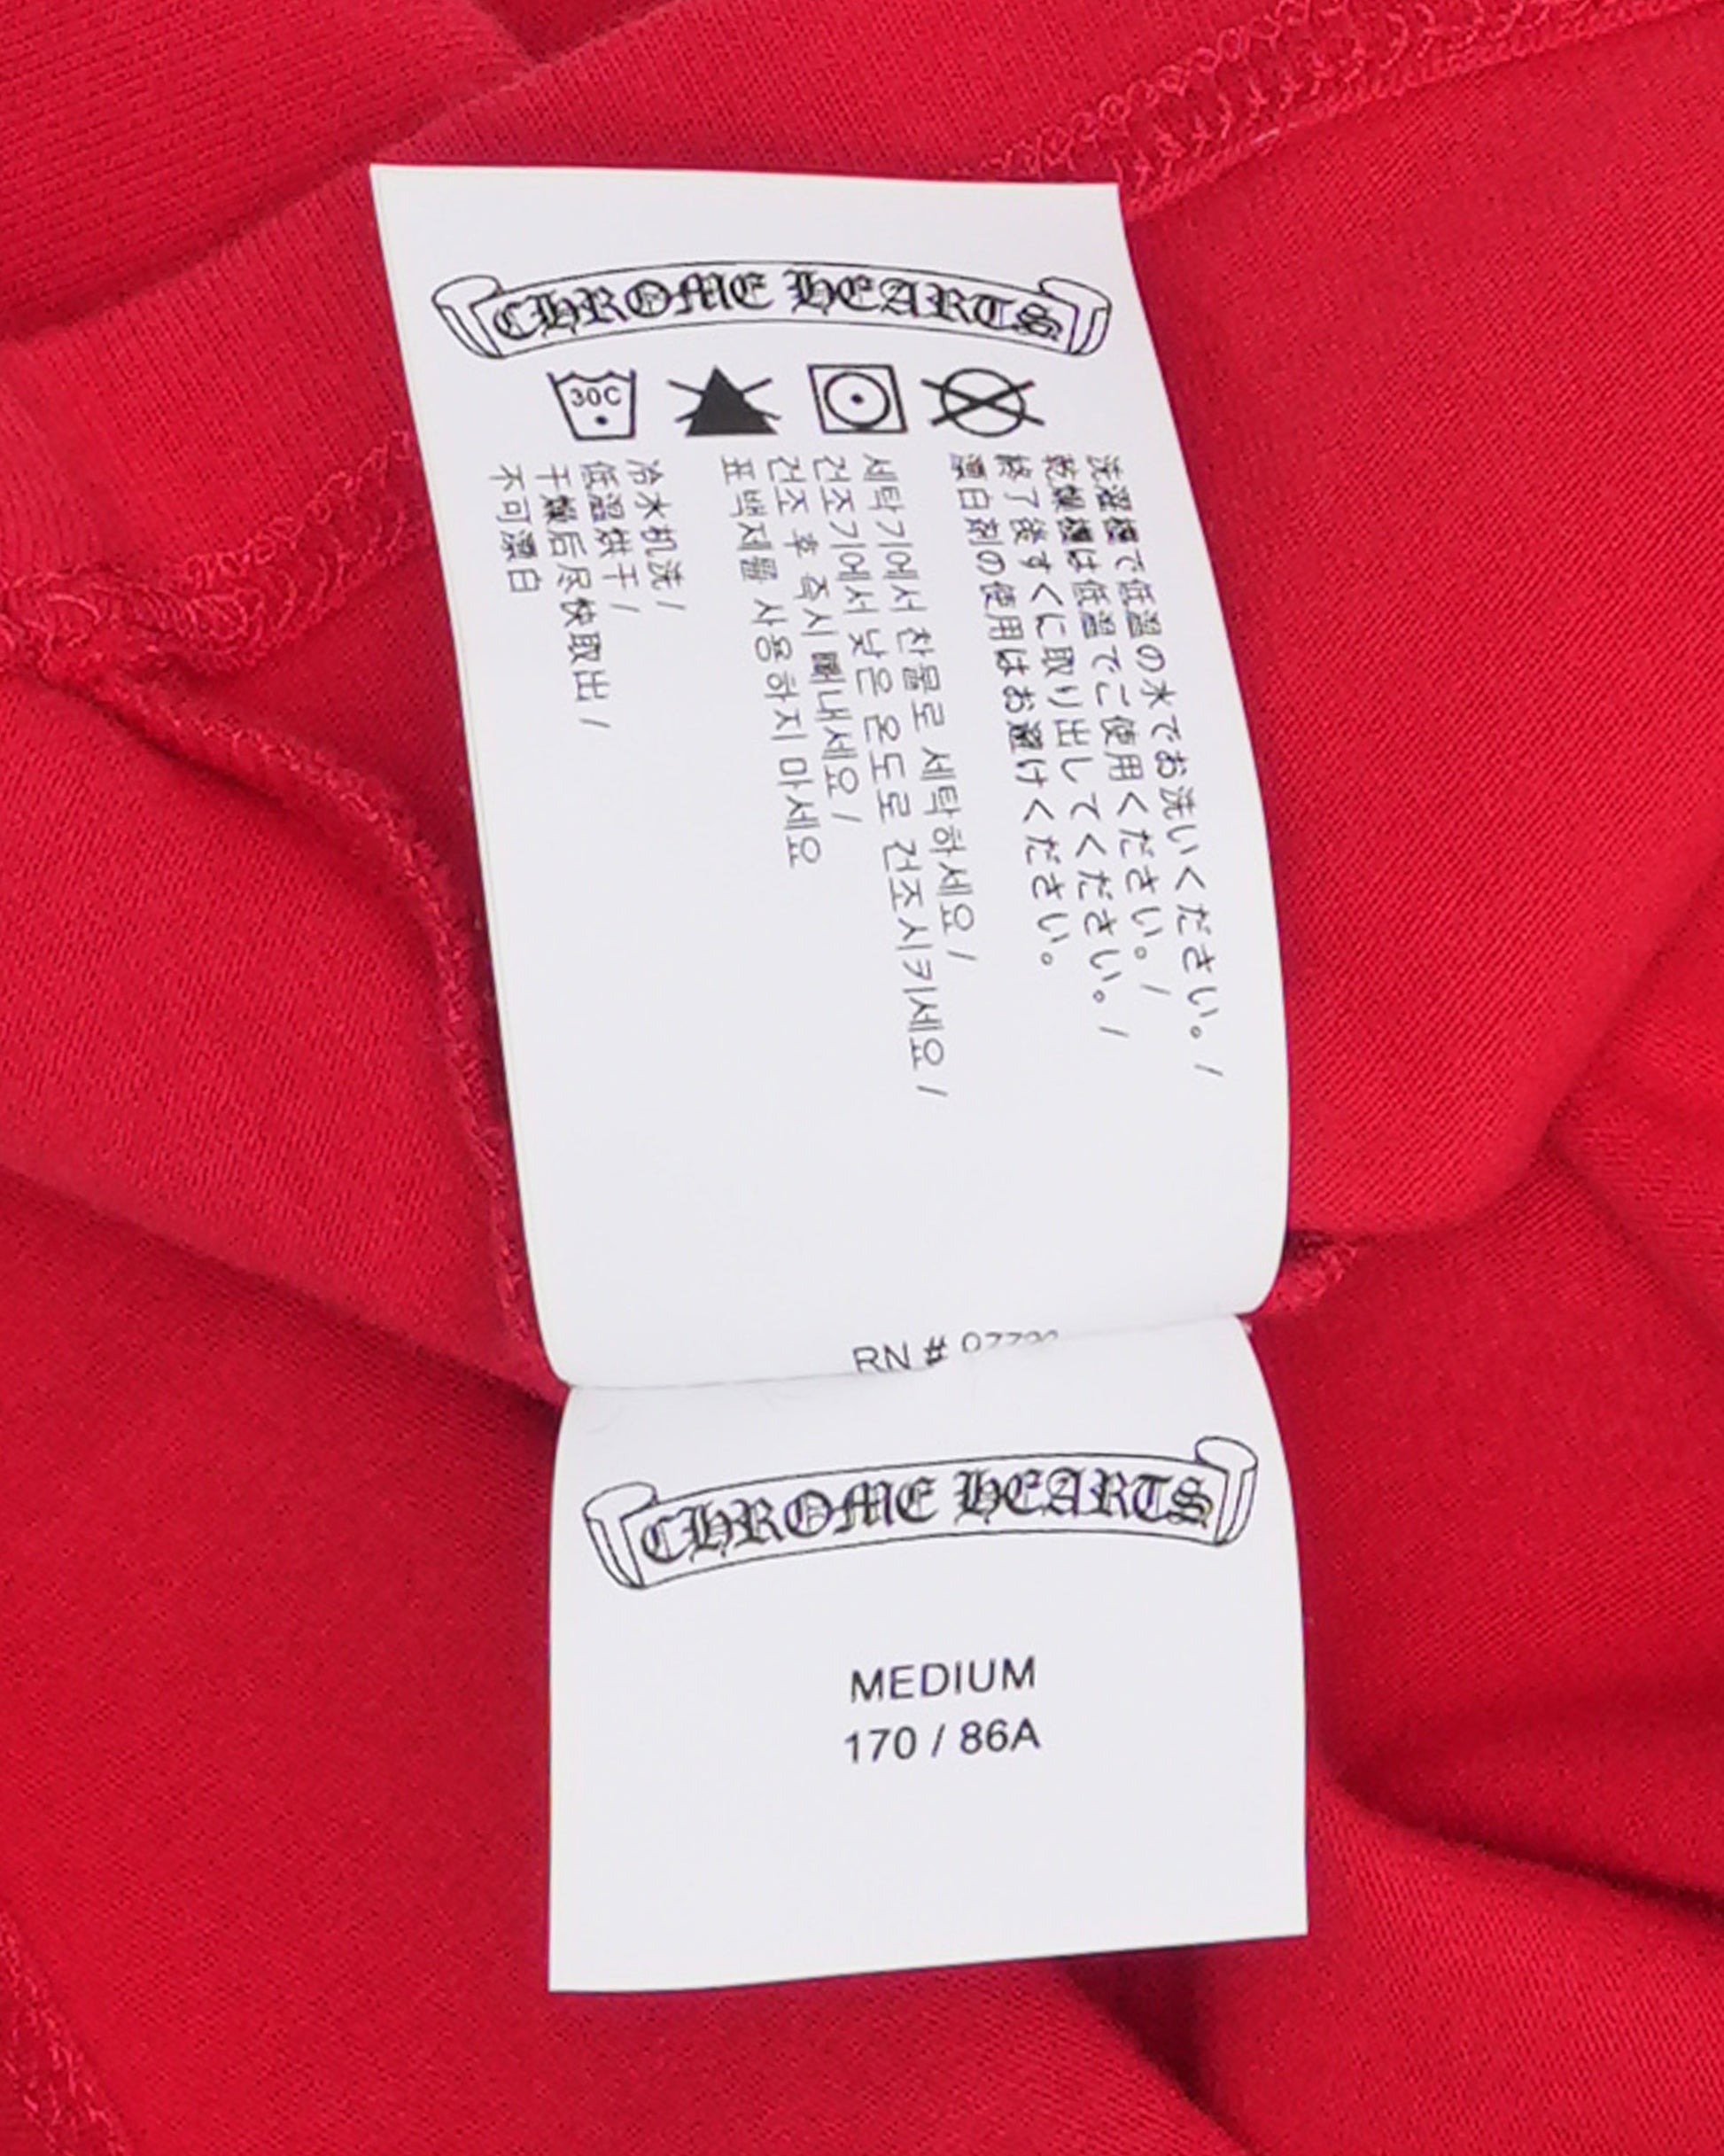 CHROME HEARTS
30C
洗濯機で低温の水でお洗いください。/
乾燥機は低温でご使用ください。/
終了後すぐに取り出してください。/
漂白剤の使用はお避けください。
세탁기에서 찬물로 세탁하세요/
건조기에서 낮은 온도로 건조시키세요/
건조 후 즉시 빼내세요/
표백제를 사용하지 마세요
冷水机洗/
低温烘干/
干燥后尽快取出/
不可漂白
RN #
CHROME HEARTS
MEDIUM
170 / 86A